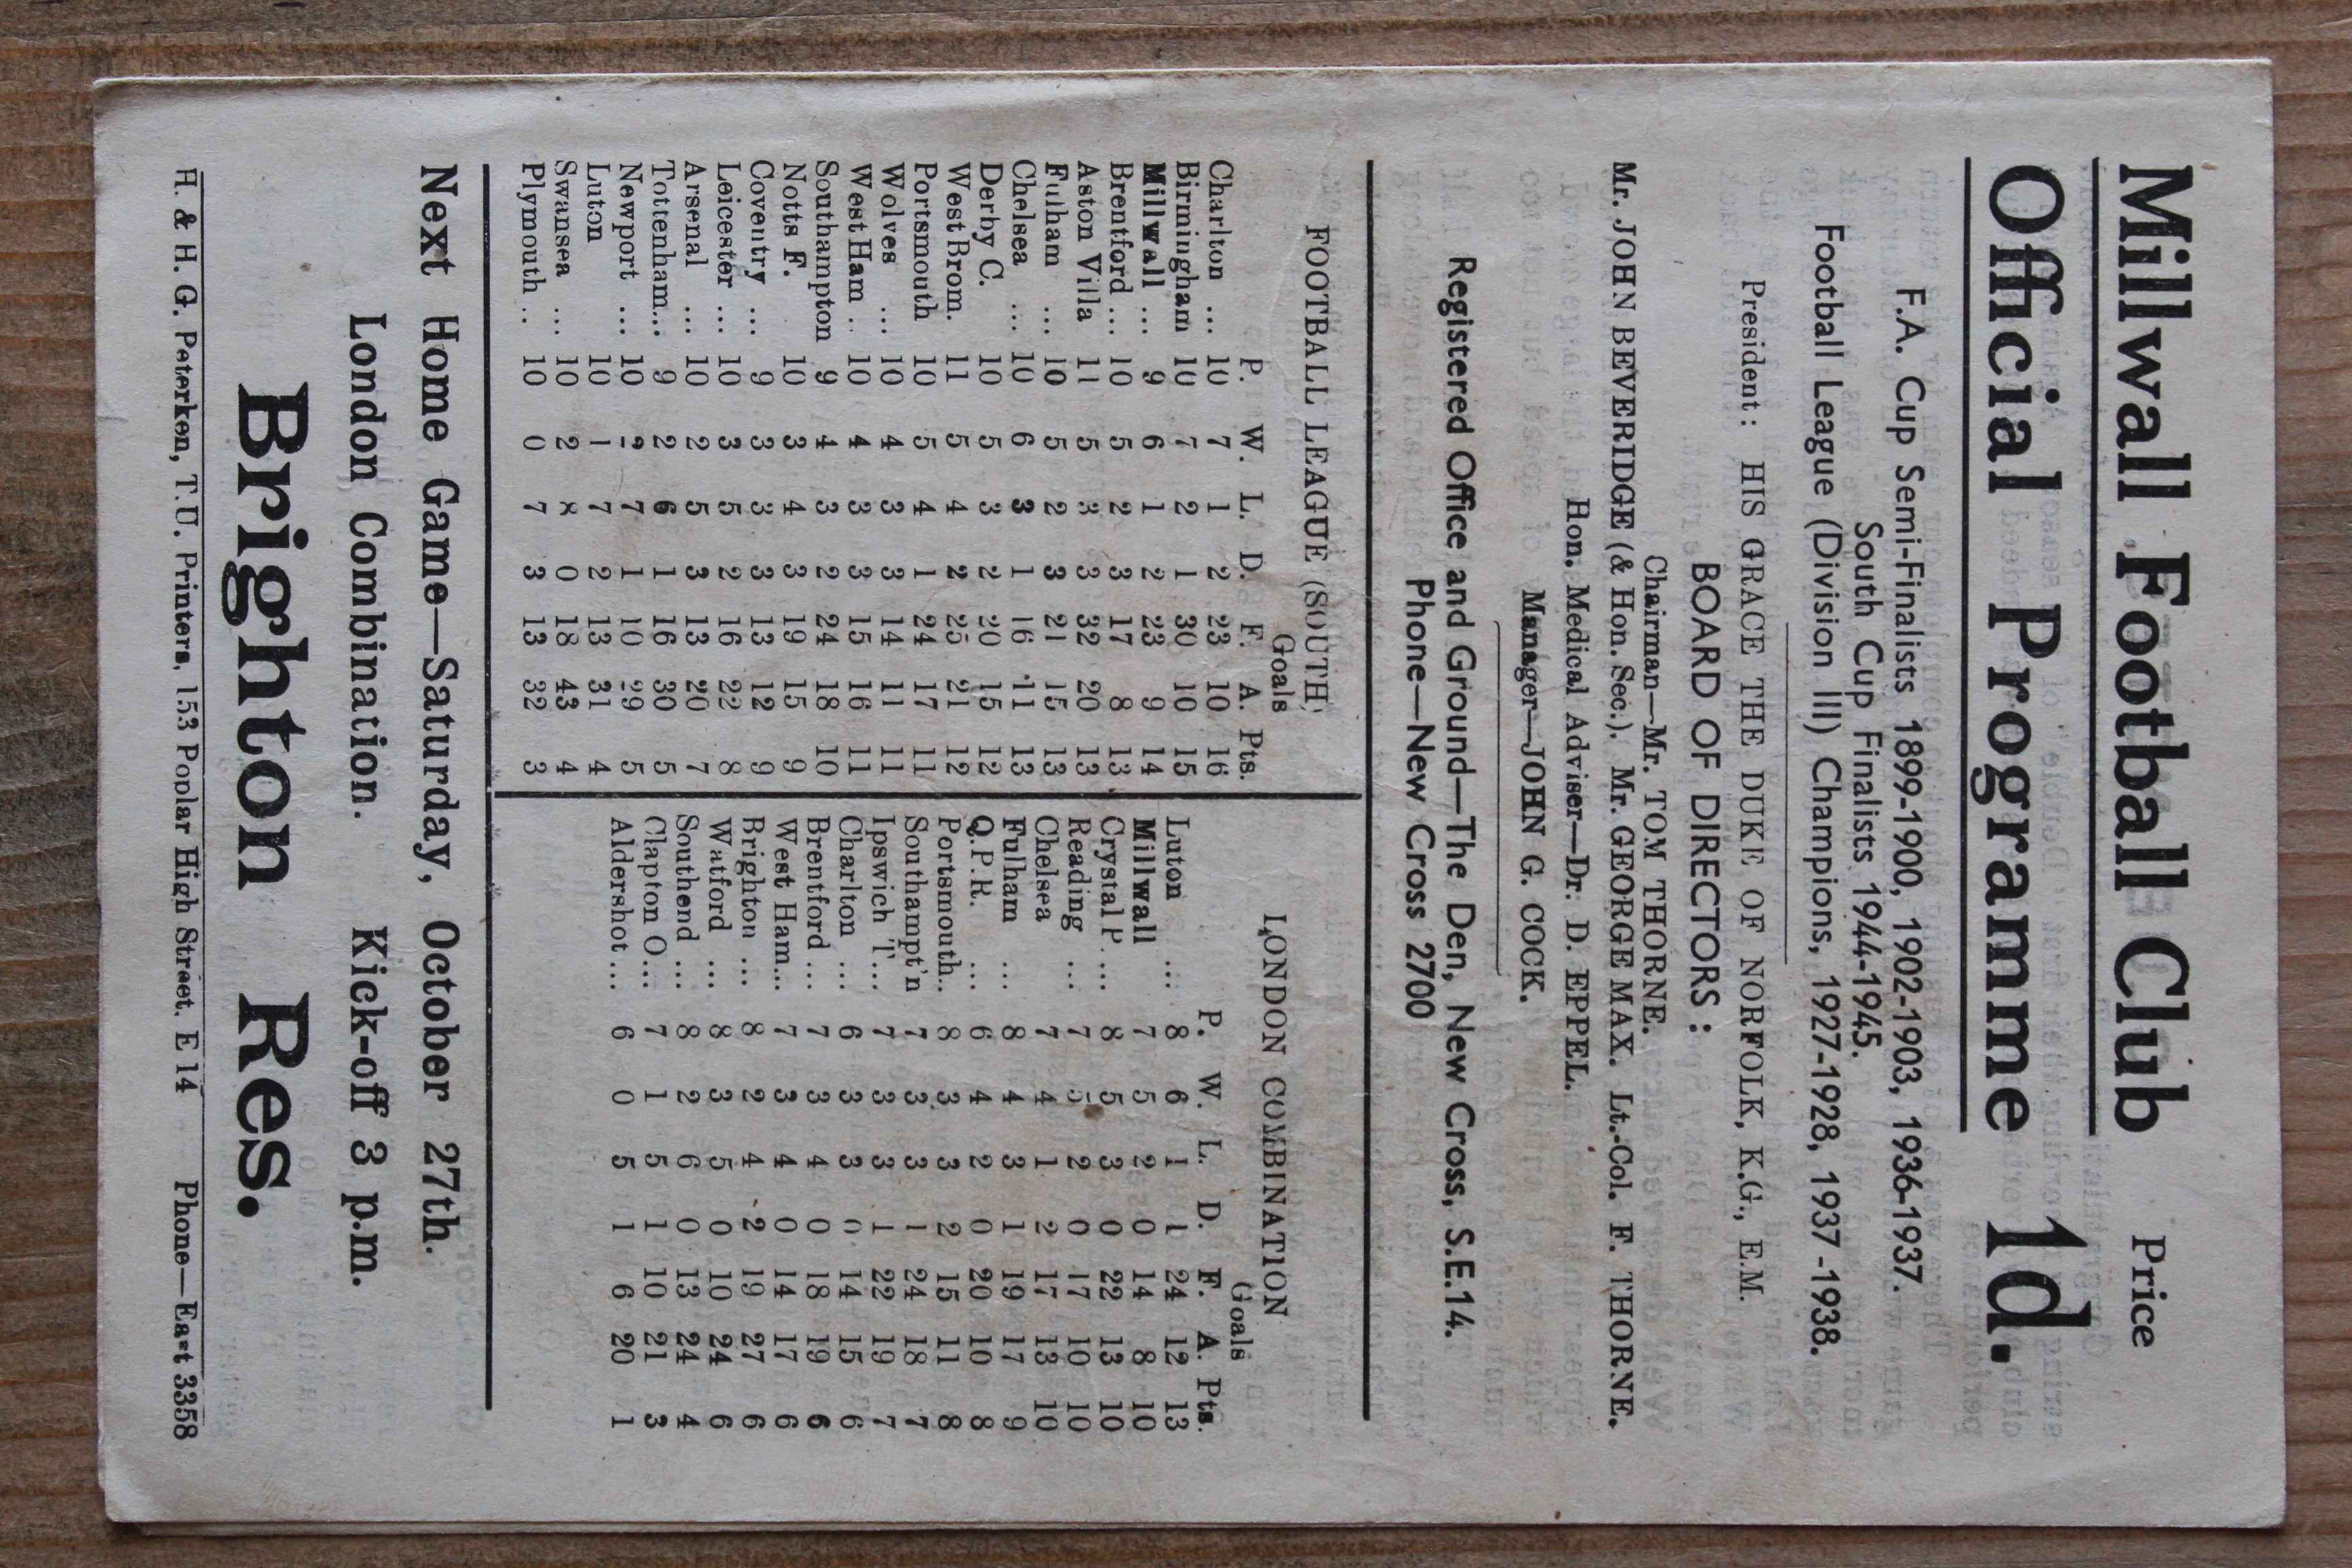 Millwall Football Club Price
Official Programme 1d.
F.A. Cup Semi-Finalists 1899-1900, 1902-1903, 1936-1937.
South Cup Finalists 1944-1945.
Football League (Division III) Champions, 1927-1928, 1937-1938.
President: HIS GRACE THE DUKE OF NORFOLK, K.G., E.M.
BOARD OF DIRECTORS:
Chairman—Mr. TOM THORNE.
Mr. JOHN BEVERIDGE (& Hon. Sec.). Mr. GEORGE MAX. Lt.-Col. F. THORNE.
Hon. Medical Adviser—Dr. D. EPPEL.
Manager—JOHN G. COCK.
Registered Office and Ground—The Den, New Cross, S.E.14.
Phone—New Cross 2700
FOOTBALL LEAGUE (SOUTH)
Goals
P. W. L. D. F. A. Pts.
Charlton ... 10 7 1 2 23 10 16
Birmingham 10 7 2 1 30 10 15
Millwall ... 9 6 1 2 23 9 14
Brentford ... 10 5 2 3 17 8 13
Aston Villa 11 5 3 3 32 20 13
Fulham ... 10 5 2 3 21 15 13
Chelsea ... 10 6 3 1 16 11 13
Derby C. 10 5 3 2 20 15 12
West Brom. 11 5 4 2 25 21 12
Portsmouth 10 5 4 1 24 17 11
Wolves ... 10 4 3 3 14 11 11
West Ham .. 10 4 3 3 15 16 11
Southampton 9 4 3 2 24 18 10
Notts F. 10 3 4 3 19 15 9
Coventry ... 9 3 3 3 13 12 9
Leicester ... 10 3 5 2 16 22 8
Arsenal ... 10 2 5 3 13 20 7
Tottenham... 9 2 6 1 16 30 5
Newport ... 10 2 7 1 10 29 5
Luton 10 1 7 2 13 31 4
Swansea ... 10 2 8 0 18 43 4
Plymouth .. 10 0 7 3 13 32 3
LONDON COMBINATION
Goals
P. W. L. D. F. A. Pts.
Luton ... 8 6 1 1 24 12 13
Millwall 7 5 2 0 14 8 10
Crystal P. ... 8 5 3 0 22 13 10
Reading ... 7 5 2 0 17 10 10
Chelsea 7 4 1 2 17 13 10
Fulham ... 8 4 3 1 19 17 9
Q.P.R. ... 6 4 2 0 20 10 8
Portsmouth.. 8 3 3 2 15 11 8
Southampt'n 7 3 3 1 24 18 7
Ipswich T... 7 3 3 1 22 19 7
Charlton ... 6 3 3 0 14 15 6
Brentford ... 7 3 4 0 18 19 6
West Ham... 7 3 4 0 14 17 6
Brighton ... 8 2 4 2 19 27 6
Watford ... 8 3 5 0 10 24 6
Southend ... 8 2 6 0 13 24 4
Clapton O... 7 1 5 1 10 21 3
Aldershot ... 6 0 5 1 6 20 1
Next Home Game—Saturday, October 27th.
London Combination. Kick-off 3 p.m.
Brighton Res.
H. & H. G. Peterken, T.U. Printers, 153 Poplar High Street. E 14 Phone—East 3358